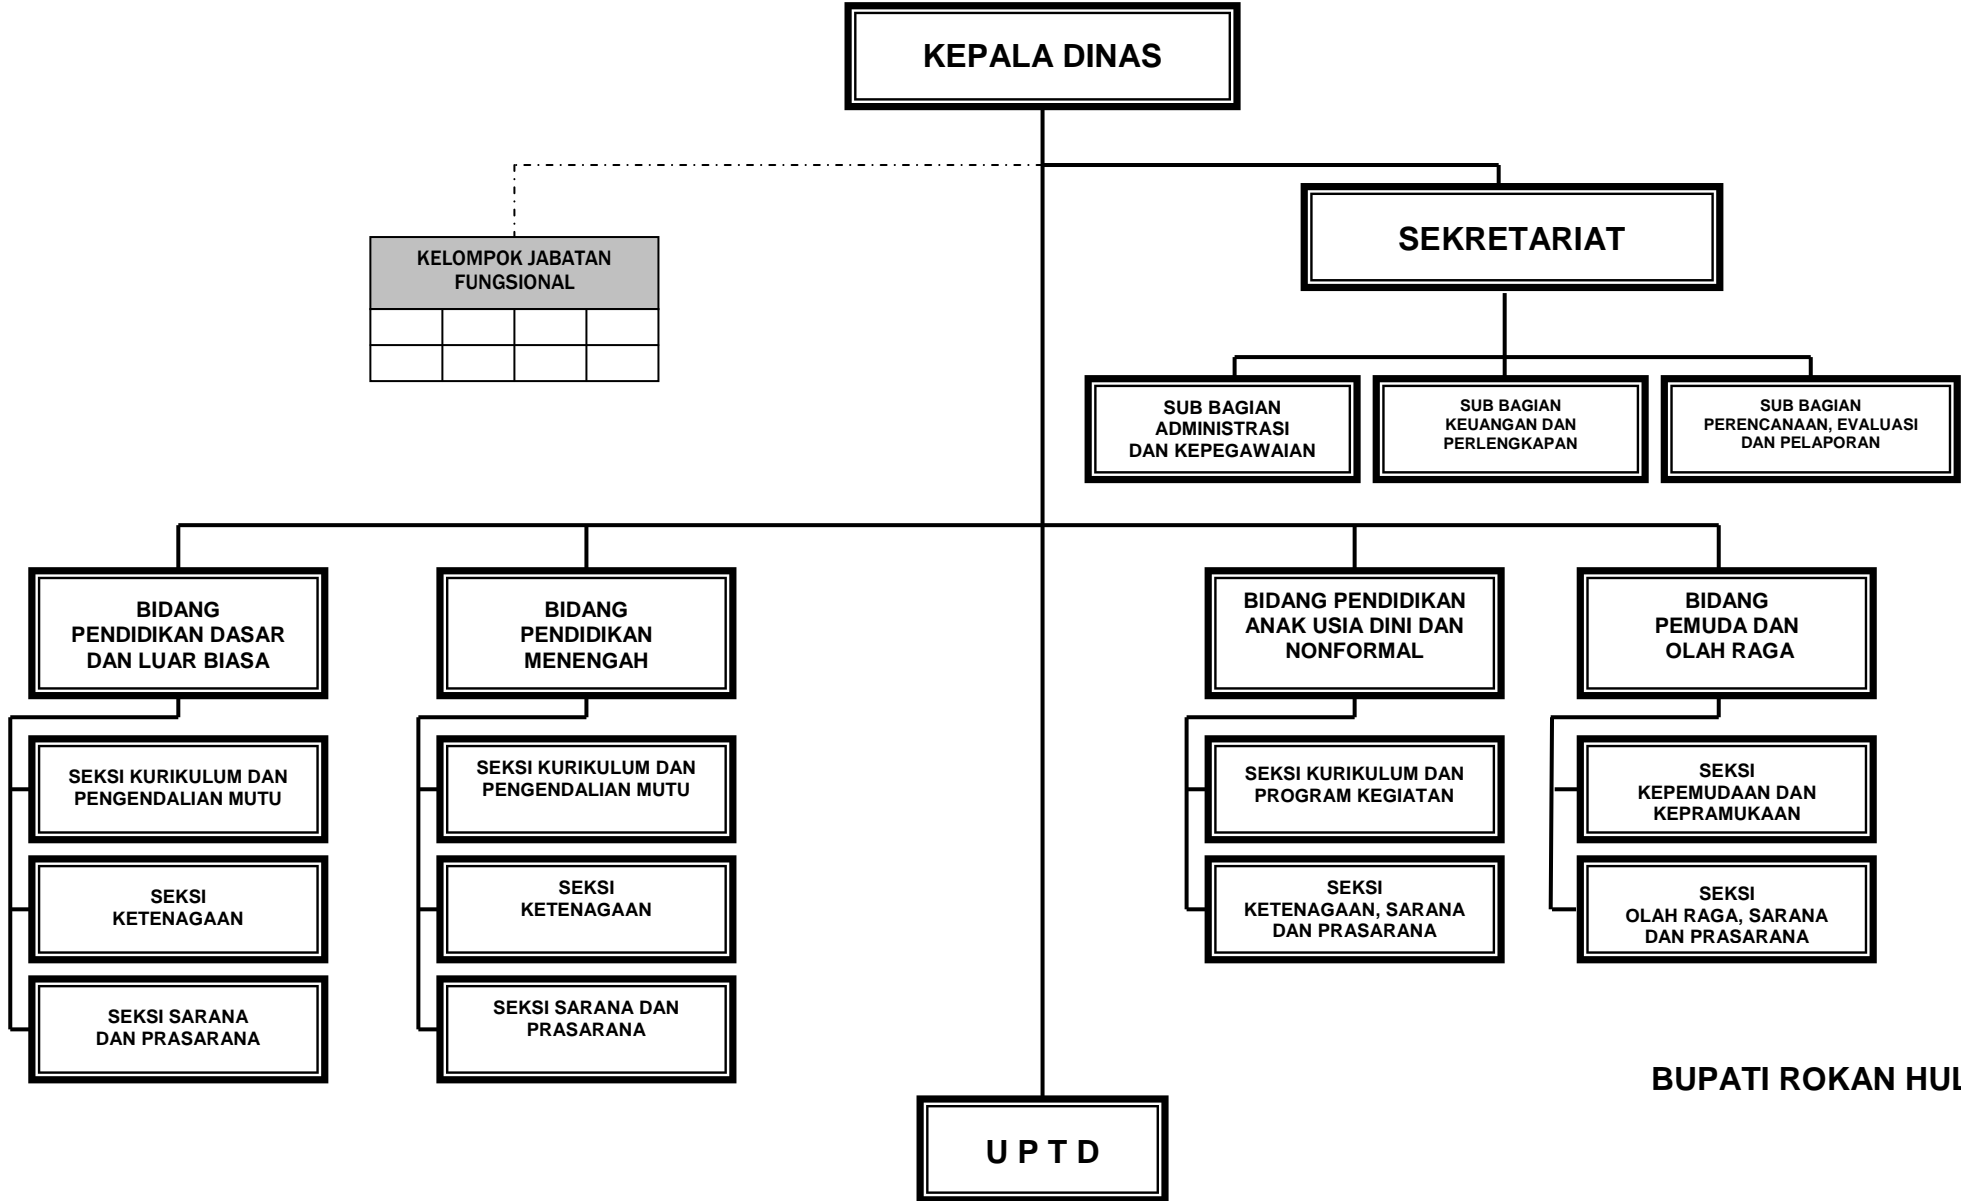 KEPALA DINAS
SEKRETARIAT
KELOMPOK JABATAN
FUNGSIONAL
SUB BAGIAN
ADMINISTRASI
DAN KEPEGAWAIAN
SUB BAGIAN
KEUANGAN DAN
PERLENGKAPAN
SUB BAGIAN
PERENCANAAN, EVALUASI
DAN PELAPORAN
BIDANG
PENDIDIKAN DASAR
DAN LUAR BIASA
BIDANG
PENDIDIKAN
MENENGAH
BIDANG PENDIDIKAN
ANAK USIA DINI DAN
NONFORMAL
BIDANG
PEMUDA DAN
OLAH RAGA
SEKSI KURIKULUM DAN
PENGENDALIAN MUTU
SEKSI KURIKULUM DAN
PENGENDALIAN MUTU
SEKSI KURIKULUM DAN
PROGRAM KEGIATAN
SEKSI
KEPEMUDAAN DAN
KEPRAMUKAAN
SEKSI
KETENAGAAN
SEKSI
KETENAGAAN
SEKSI
KETENAGAAN, SARANA
DAN PRASARANA
SEKSI
OLAH RAGA, SARANA
DAN PRASARANA
SEKSI SARANA
DAN PRASARANA
SEKSI SARANA DAN
PRASARANA
BUPATI ROKAN HUL
U P T D